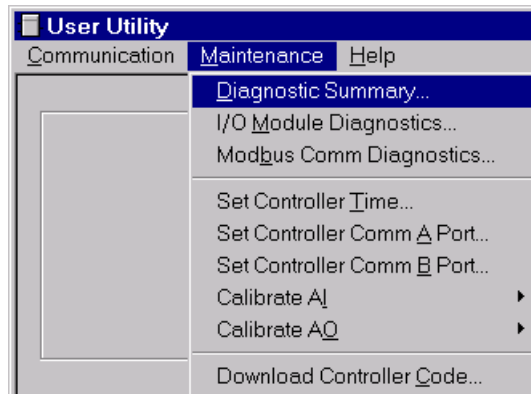 User Utility
Communication Maintenance Help
Diagnostic Summary...
I/O Module Diagnostics...
Modbus Comm Diagnostics...
Set Controller Time...
Set Controller Comm A Port...
Set Controller Comm B Port...
Calibrate AI
Calibrate AO
Download Controller Code...